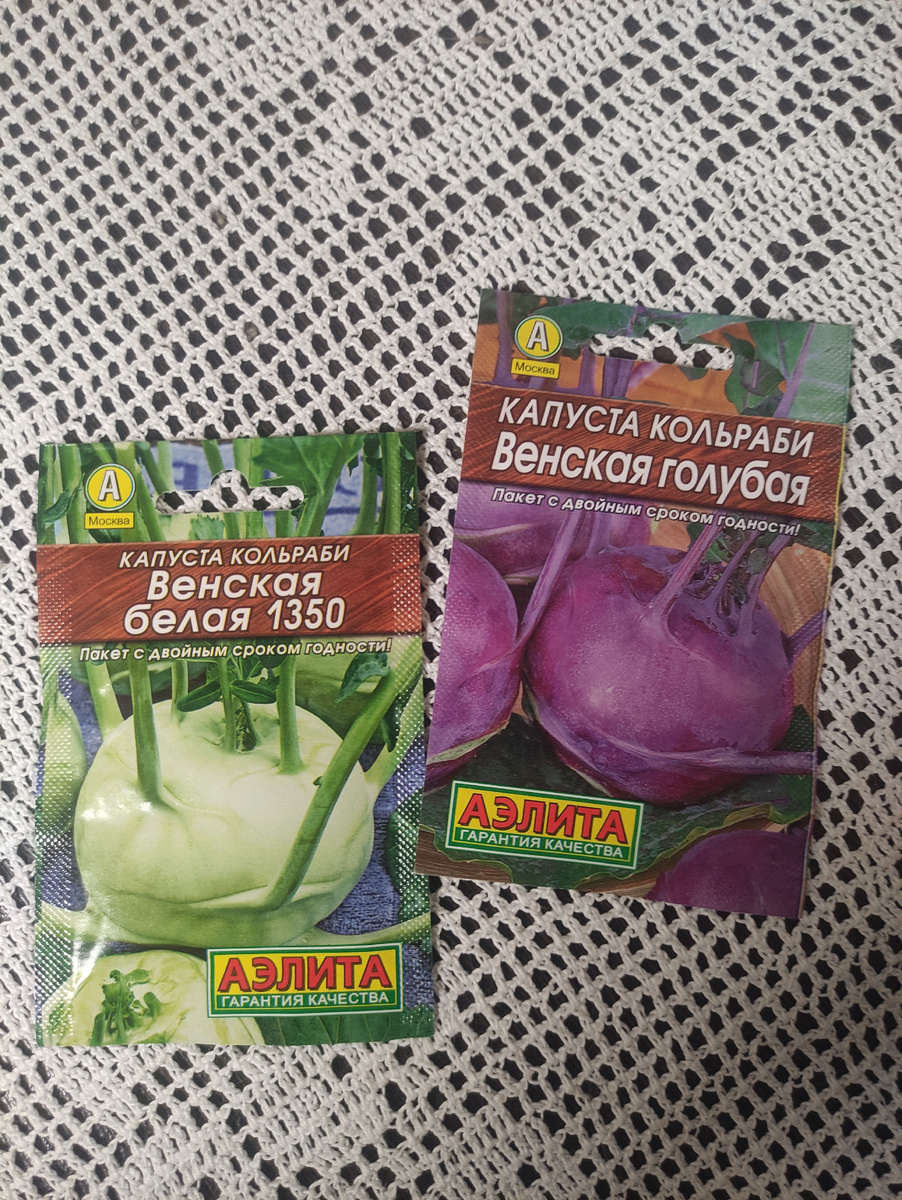 А
Москва
КАПУСТА КОЛЬРАБИ
Венская
белая 1350
Пакет с двойным сроком годности!
АЭЛИТА
ГАРАНТИЯ КАЧЕСТВА
А
Москва
КАПУСТА КОЛЬРАБИ
Венская голубая
Пакет с двойным сроком годности!
АЭЛИТА
ГАРАНТИЯ КАЧЕСТВА